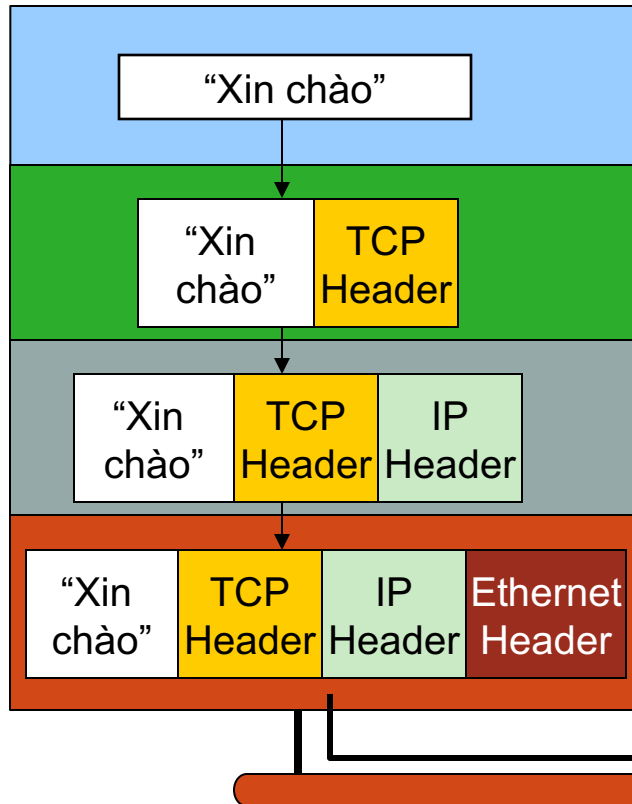 “Xin chào”
“Xin
chào”
TCP
Header
“Xin
chào”
TCP
Header
IP
Header
“Xin
chào”
TCP
Header
IP
Header
Ethernet
Header